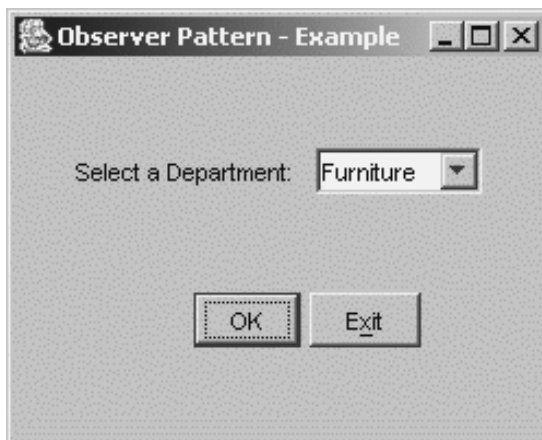 Observer Pattern - Example
Select a Department: Furniture
OK Exit